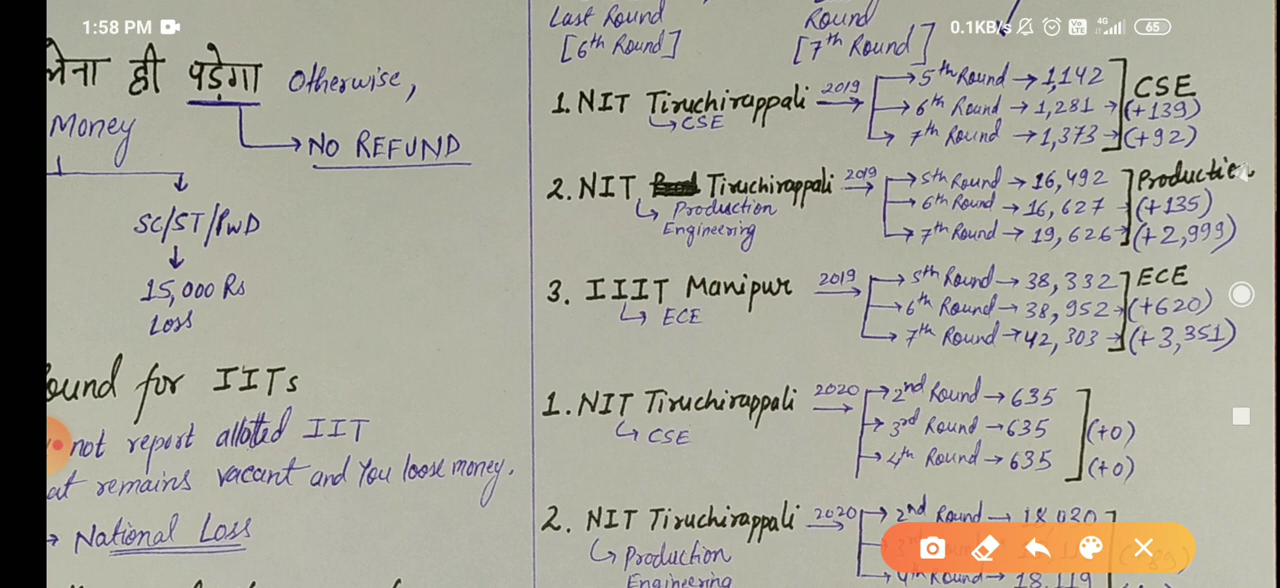 1:58 PM
0.1KB/s
4G
65
लेना ही पड़ेगा Otherwise,
Money
→ NO REFUND
SC/ST/PWD
↓
15,000 Rs
Loss
ound for IITs
not report allotted IIT
at remains vacant and You loose money.
→ National Loss
Last Round
[6th Round]
Round
[7th Round]
1. NIT Tiruchirappali 2019 → 5th Round → 1,142 CSE
CSE → 6th Round → 1,281 → (+139)
7th Round → 1,373 → (+92)
2. NIT Tiruchirappali 2019 → 5th Round → 16,492 Production
Production → 6th Round → 16,627 → (+135)
Engineering → 7th Round → 19,626 → (+2,999)
3. IIIT Manipur 2019 → 5th Round → 38,332 ECE
ECE → 6th Round → 38,952 → (+620)
→ 7th Round → 42,303 → (+3,351)
1. NIT Tiruchirappali 2020 → 2nd Round → 635
CSE → 3rd Round → 635 (+0)
→ 4th Round → 635 (+0)
2. NIT Tiruchirappali 2020 → 2nd Round →
Production
Engineering 4th Round → 18,119